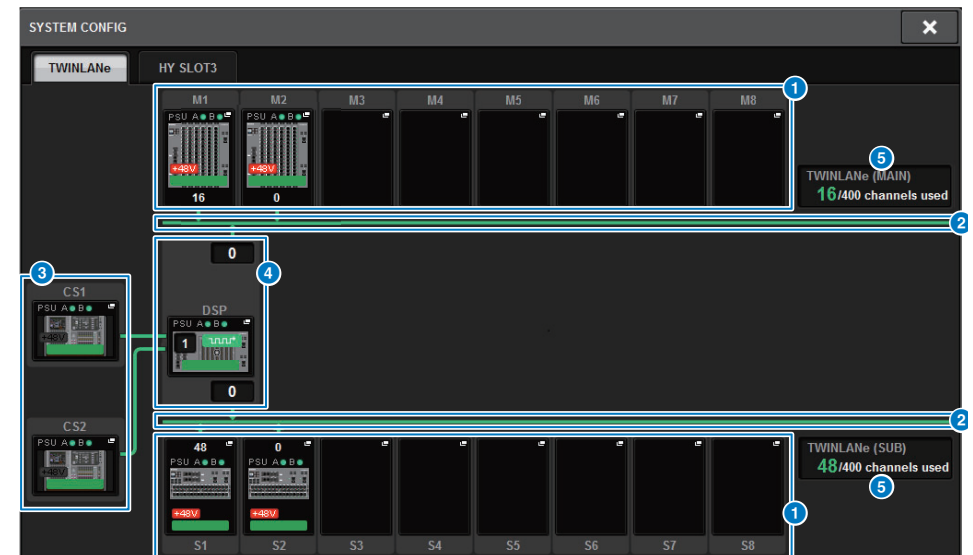 SYSTEM CONFIG
TWINLANe HY SLOT3
1
M1 M2 M3 M4 M5 M6 M7 M8
PSU A B PSU A B
+48V +48V
16 0
5
TWINLANe (MAIN)
16/400 channels used
2
0
3 4
CS1
PSU A B
+48V
DSP
PSU A B
1
0
2
CS2
PSU A B
+48V
48 0
PSU A B PSU A B
+48V +48V
TWINLANe (SUB)
48/400 channels used
5
1
S1 S2 S3 S4 S5 S6 S7 S8